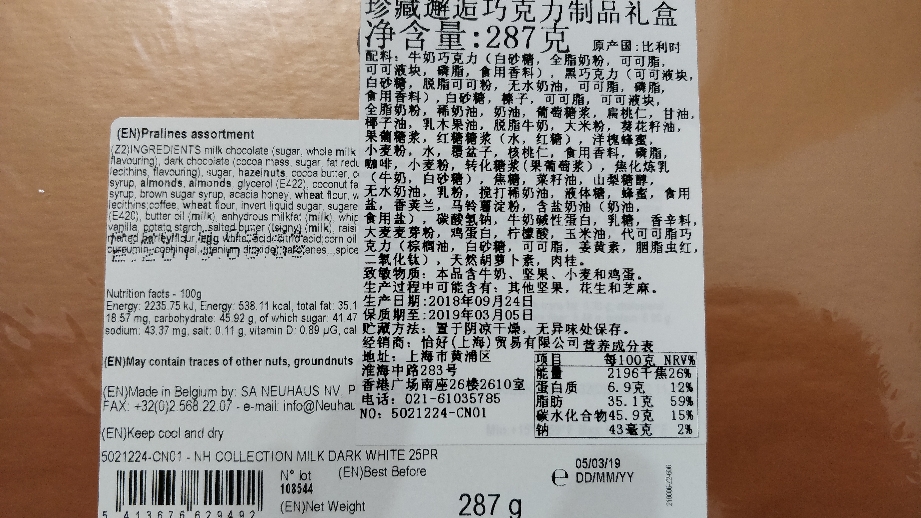 珍藏邂逅巧克力制品礼盒
净含量:287克 原产国:比利时
配料: 牛奶巧克力 (白砂糖, 全脂奶粉, 可可脂,
可可液块, 磷脂, 食用香料), 黑巧克力 (可可液块,
白砂糖, 脱脂可可粉, 无水奶油, 可可脂, 磷脂,
食用香料), 白砂糖, 榛子, 可可脂, 可可液块,
全脂奶粉, 稀奶油, 奶油, 葡萄糖浆, 扁桃仁, 甘油,
椰子油, 乳木果油, 脱脂牛奶, 大米粉, 葵花籽油,
果葡糖浆, 红糖糖浆 (水, 红糖), 洋槐蜂蜜,
小麦粉, 水, 覆盆子, 核桃仁, 食用香料, 磷脂,
咖啡, 小麦粉, 转化糖浆 (果葡萄浆), 焦化炼乳
(牛奶, 白砂糖), 焦糖, 菜籽油, 山梨糖醇,
无水奶油, 乳粉, 搅打稀奶油, 液体糖, 蜂蜜, 食用
盐, 香荚兰, 马铃薯淀粉, 含盐奶油 (奶油,
食用盐), 碳酸氢钠, 牛奶碱性蛋白, 乳糖, 香辛料,
大麦麦芽粉, 鸡蛋白, 柠檬酸, 玉米油, 代可可脂巧
克力 (棕榈油, 白砂糖, 可可脂, 姜黄素, 胭脂虫红,
二氧化钛), 天然胡萝卜素, 肉桂。
致敏物质: 本品含牛奶、坚果、小麦和鸡蛋。
生产过程中可能含有: 其他坚果, 花生和芝麻。
生产日期:2018年09月24日
保质期至:2019年03月05日
贮藏方法: 置于阴凉干燥, 无异味处保存。
经销商: 怡好(上海)贸易有限公司
地址: 上海市黄浦区
淮海中路283号
香港广场南座26楼2610室
电话: 021-61035785
NO: 5021224-CN01
营养成分表
项目 每100克 NRV%
能量 2196千焦 26%
蛋白质 6.9克 12%
脂肪 35.1克 59%
碳水化合物 45.9克 15%
钠 43毫克 2%
(EN)Pralines assortment
(Z2)INGREDIENTS milk chocolate (sugar, whole milk
flavouring), dark chocolate (cocoa mass, sugar, fat redu
lecithins, flavouring), sugar, hazelnuts, cocoa butter, c
syrup, almonds, almonds, glycerol (E422), coconut fa
syrup, brown sugar syrup, acacia honey, wheat flour, w
lecithins,coffee, wheat flour, invert liquid sugar, sugare
(E420), butter oil (milk), anhydrous milkfat (milk), whip
vanilla, potato starch, salted butter (Isigny) (milk), raisi
Nutrition facts - 100g
Energy: 2235.75 kJ, Energy: 538.11 kcal, total fat: 35.1
18.57 mg, carbohydrate: 45.92 g, of which sugar: 41.47
sodium: 43.37 mg, salt: 0.11 g, vitamin D: 0.89 µG, cal
(EN)May contain traces of other nuts, groundnuts
(EN)Made in Belgium by: SA NEUHAUS NV, P
FAX: +32(0)2.568.22.07 - e-mail: info@Neuhau
(EN)Keep cool and dry
5021224-CN01 - NH COLLECTION MILK DARK WHITE 25PR
N° lot (EN)Best Before
108544
(EN)Net Weight 287 g
e 05/03/19
DD/MM/YY
5 413676 629492